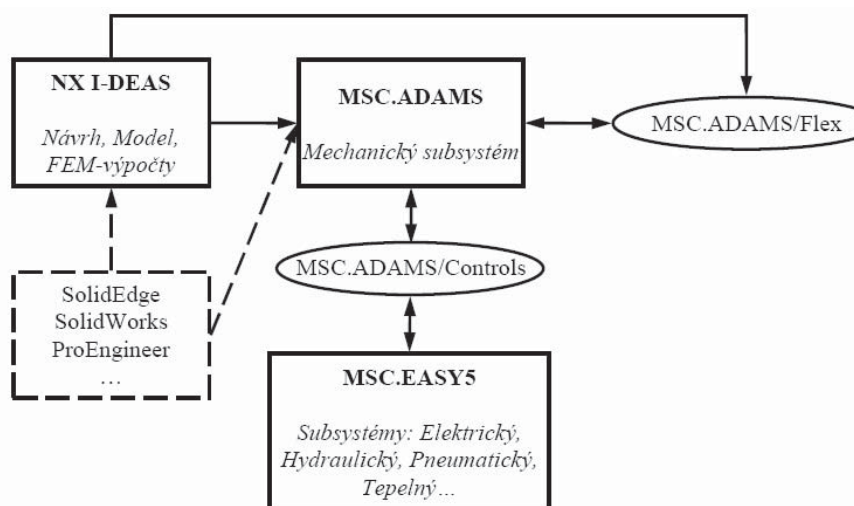 NX I-DEAS
Návrh, Model,
FEM-výpočty
MSC.ADAMS
Mechanický subsystém
MSC.ADAMS/Flex
MSC.ADAMS/Controls
SolidEdge
SolidWorks
ProEngineer
…
MSC.EASY5
Subsystémy: Elektrický,
Hydraulický, Pneumatický,
Tepelný…